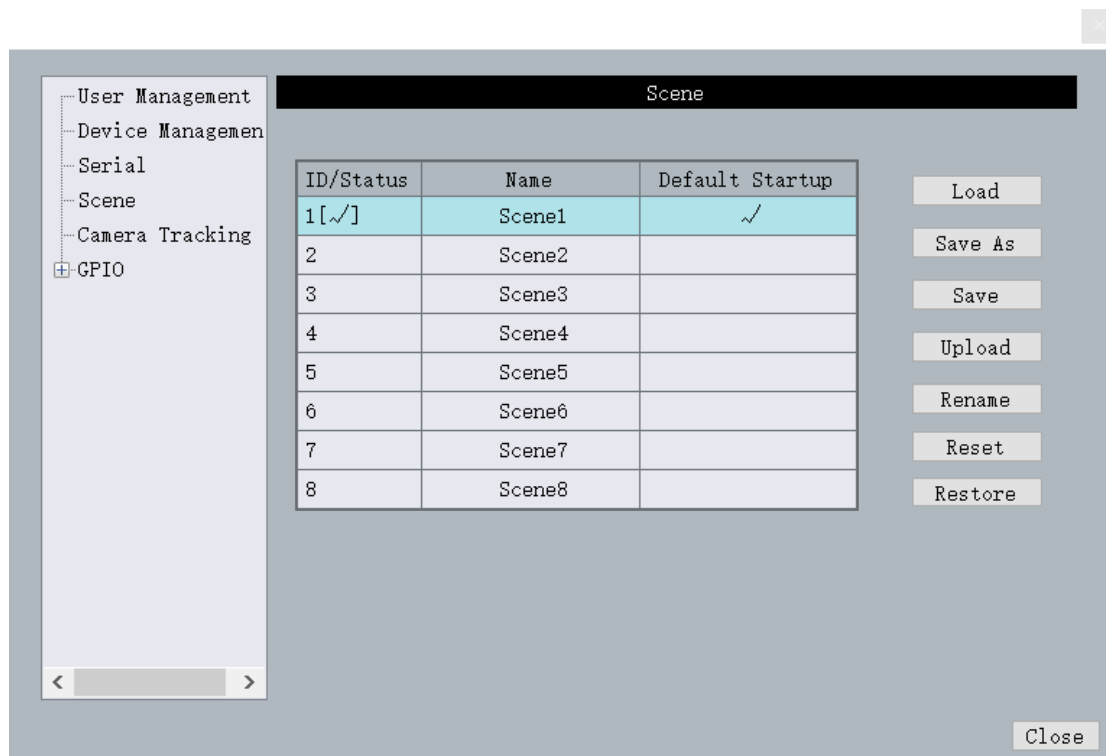 User Management
Device Managemen
Serial
Scene
Camera Tracking
GPIO
Scene
ID/Status Name Default Startup
1[√] Scene1 √
2 Scene2
3 Scene3
4 Scene4
5 Scene5
6 Scene6
7 Scene7
8 Scene8
Load
Save As
Save
Upload
Rename
Reset
Restore
Close